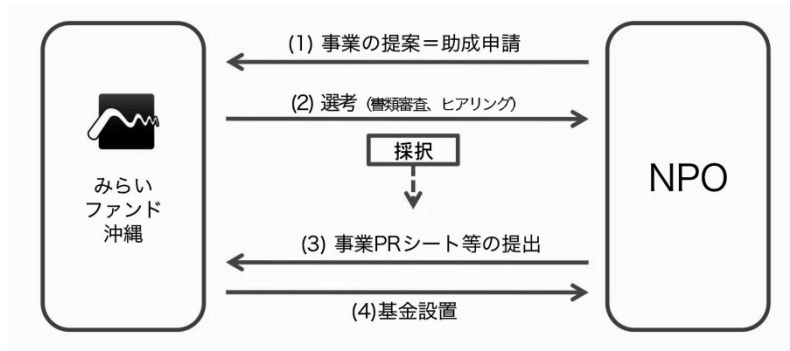 (1) 事業の提案＝助成申請
(2) 選考（書類審査、ヒアリング）
採択
みらい
ファンド
沖縄
NPO
(3) 事業PRシート等の提出
(4)基金設置